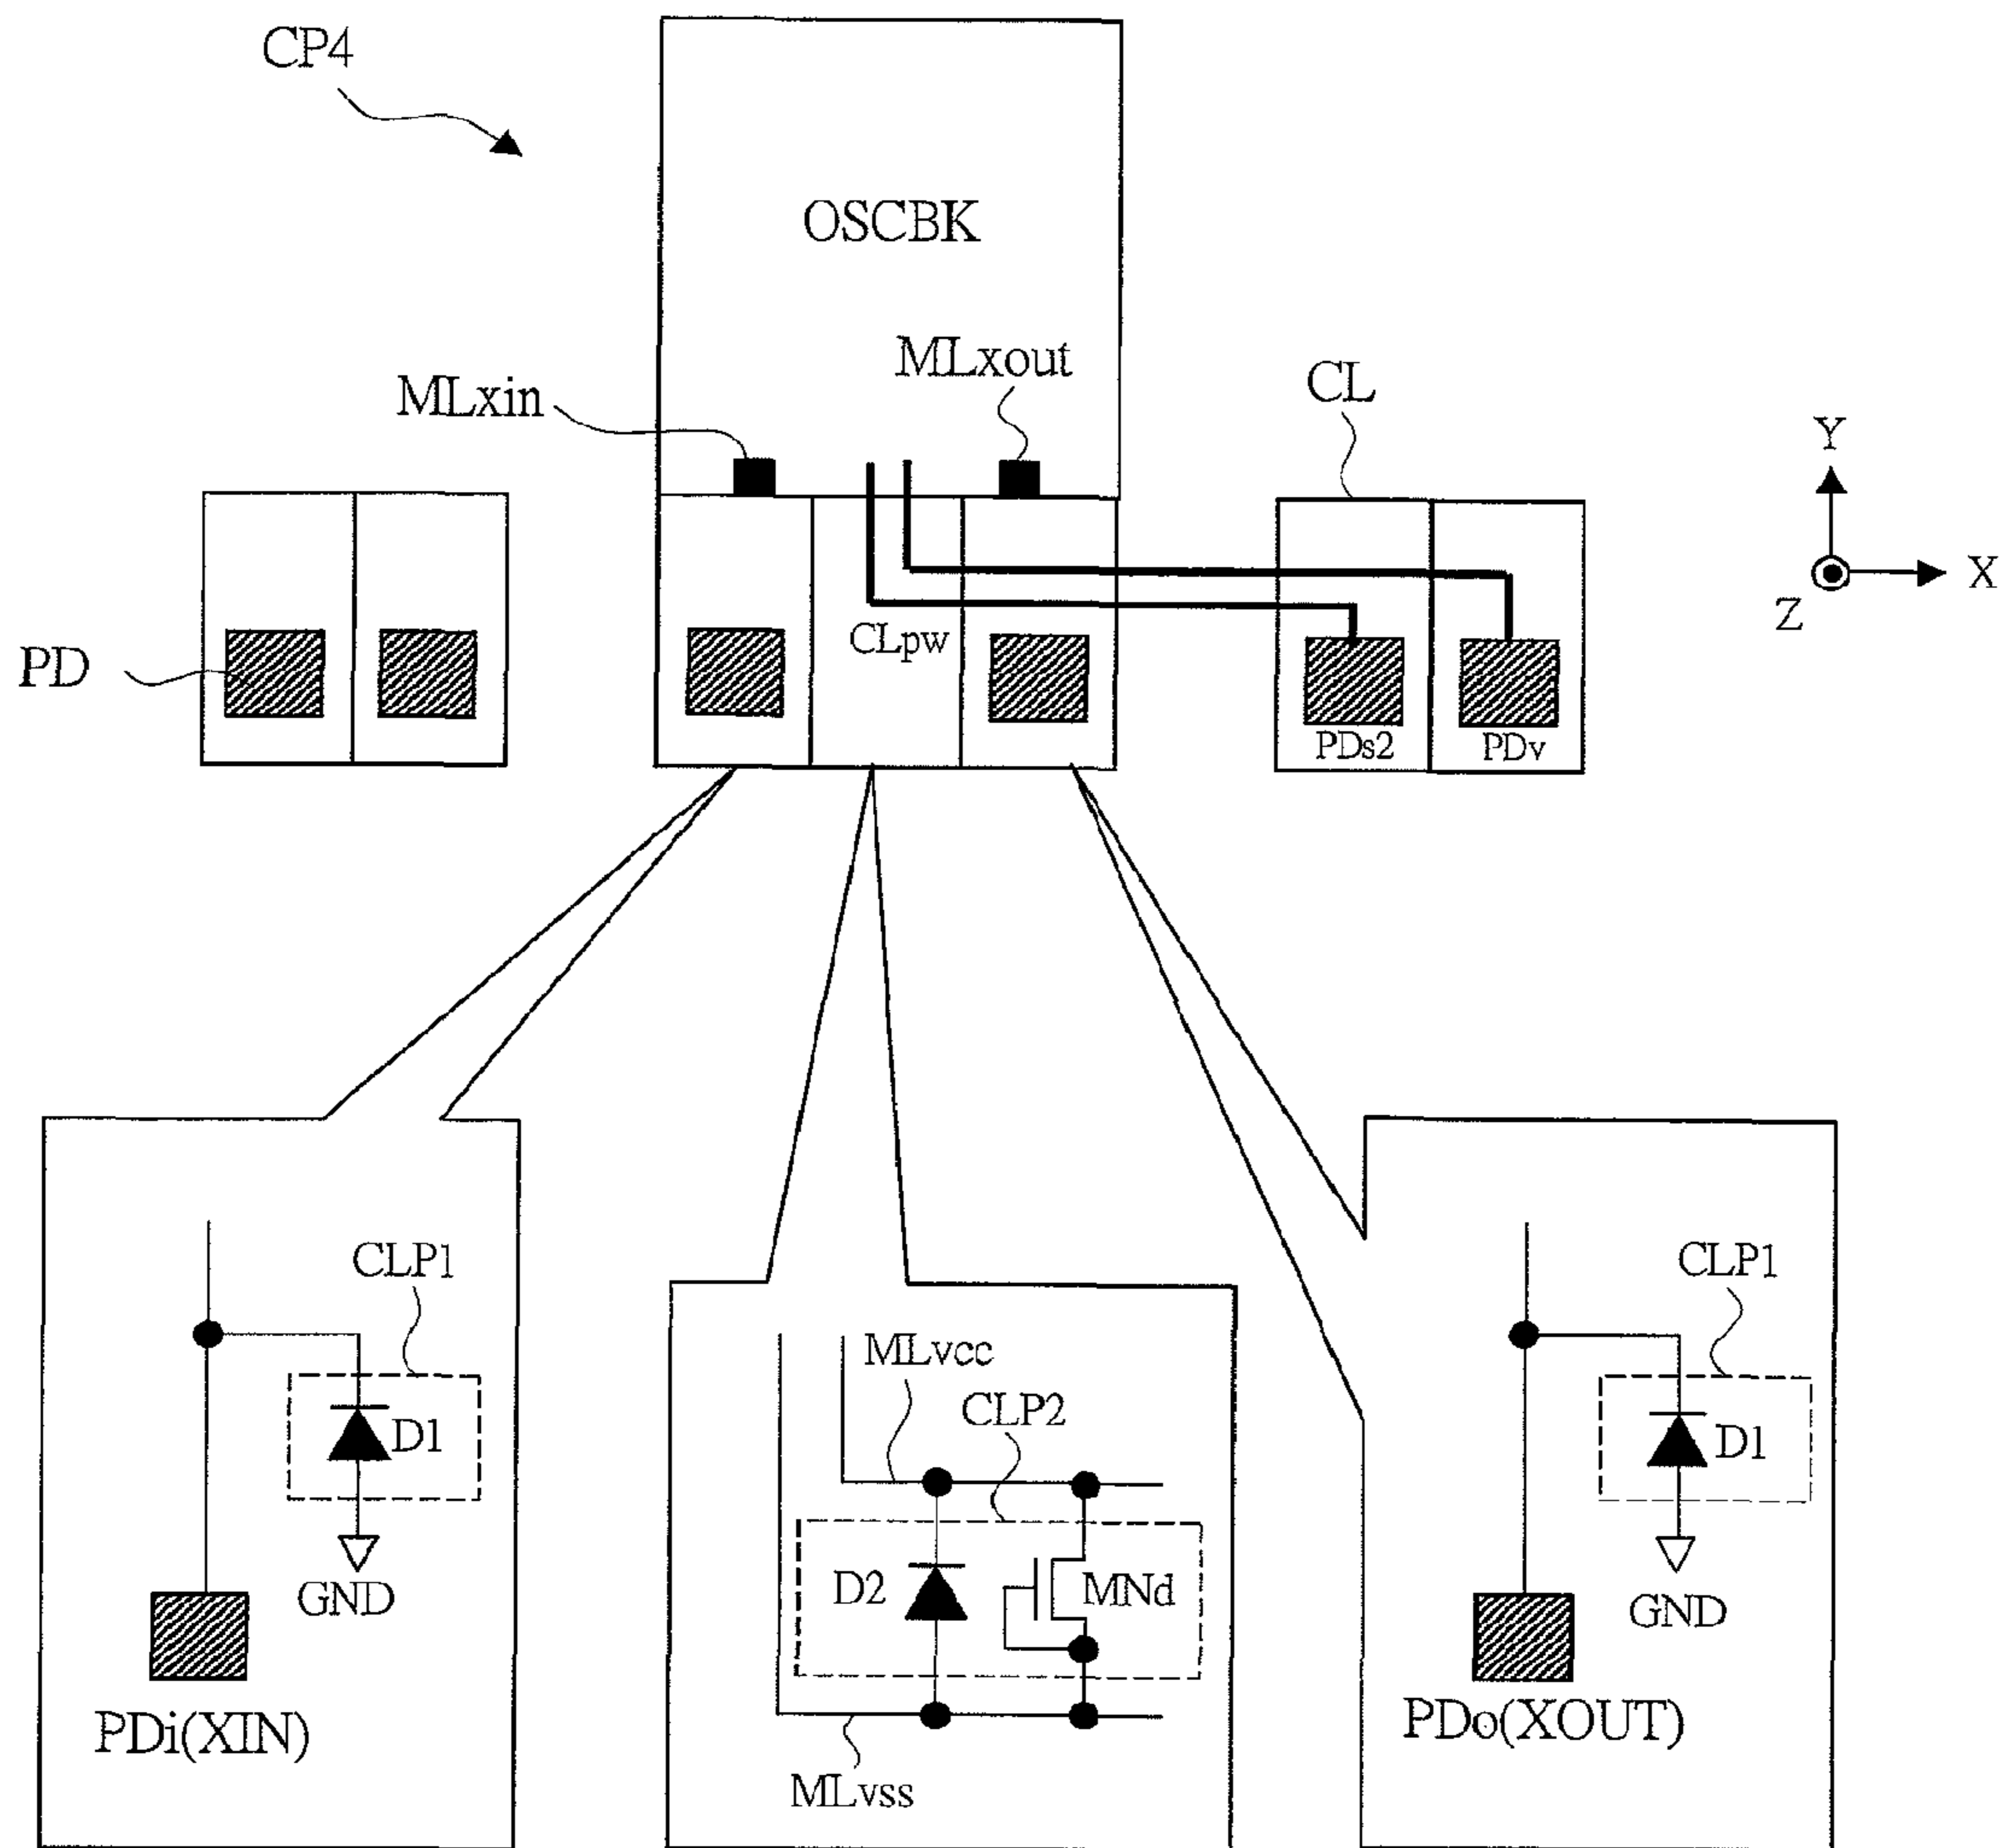 CP4
OSCBK
MLxout
MLxin
CL
Y
X
Z
CLpw
PD
PDs2
PDv
CLP1
D1
GND
PDi(XIN)
MLvcc
CLP2
D2
MNd
MLvss
CLP1
D1
GND
PDo(XOUT)